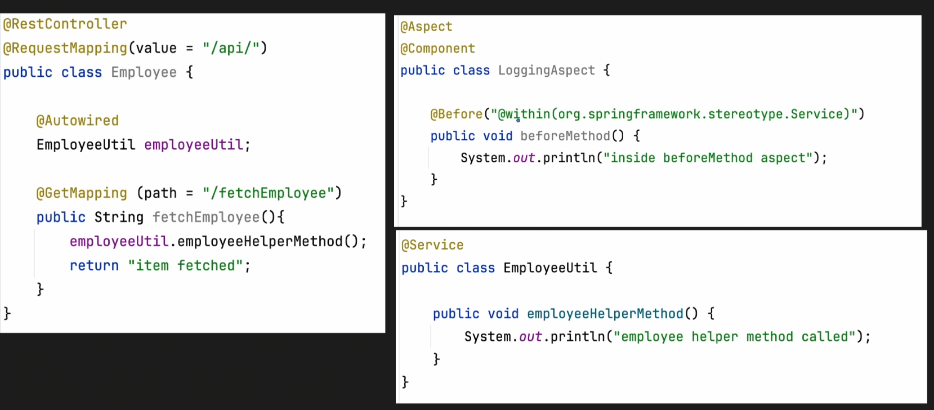 @RestController
@RequestMapping(value = "/api/")
public class Employee {
@Autowired
EmployeeUtil employeeUtil;
@GetMapping (path = "/fetchEmployee")
public String fetchEmployee(){
employeeUtil.employeeHelperMethod();
return "item fetched";
}
}
@Aspect
@Component
public class LoggingAspect {
@Before("@within(org.springframework.stereotype.Service)")
public void beforeMethod() {
System.out.println("inside beforeMethod aspect");
}
}
@Service
public class EmployeeUtil {
public void employeeHelperMethod() {
System.out.println("employee helper method called");
}
}